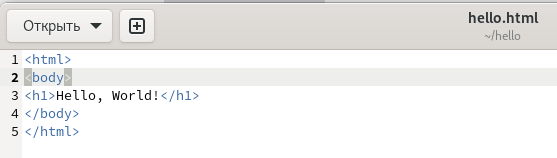 Открыть
hello.html
~/hello
1 <html>
2 <body>
3 <h1>Hello, World!</h1>
4 </body>
5 </html>